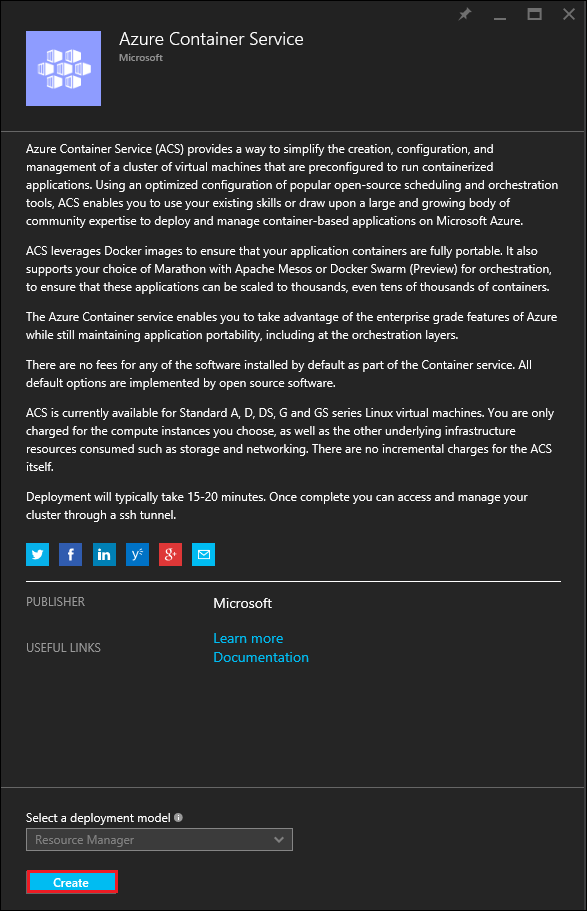 Azure Container Service
Microsoft
Azure Container Service (ACS) provides a way to simplify the creation, configuration, and
management of a cluster of virtual machines that are preconfigured to run containerized
applications. Using an optimized configuration of popular open-source scheduling and orchestration
tools, ACS enables you to use your existing skills or draw upon a large and growing body of
community expertise to deploy and manage container-based applications on Microsoft Azure.
ACS leverages Docker images to ensure that your application containers are fully portable. It also
supports your choice of Marathon with Apache Mesos or Docker Swarm (Preview) for orchestration,
to ensure that these applications can be scaled to thousands, even tens of thousands of containers.
The Azure Container service enables you to take advantage of the enterprise grade features of Azure
while still maintaining application portability, including at the orchestration layers.
There are no fees for any of the software installed by default as part of the Container service. All
default options are implemented by open source software.
ACS is currently available for Standard A, D, DS, G and GS series Linux virtual machines. You are only
charged for the compute instances you choose, as well as the other underlying infrastructure
resources consumed such as storage and networking. There are no incremental charges for the ACS
itself.
Deployment will typically take 15-20 minutes. Once complete you can access and manage your
cluster through a ssh tunnel.
PUBLISHER
Microsoft
USEFUL LINKS
Learn more
Documentation
Select a deployment model
Resource Manager
Create